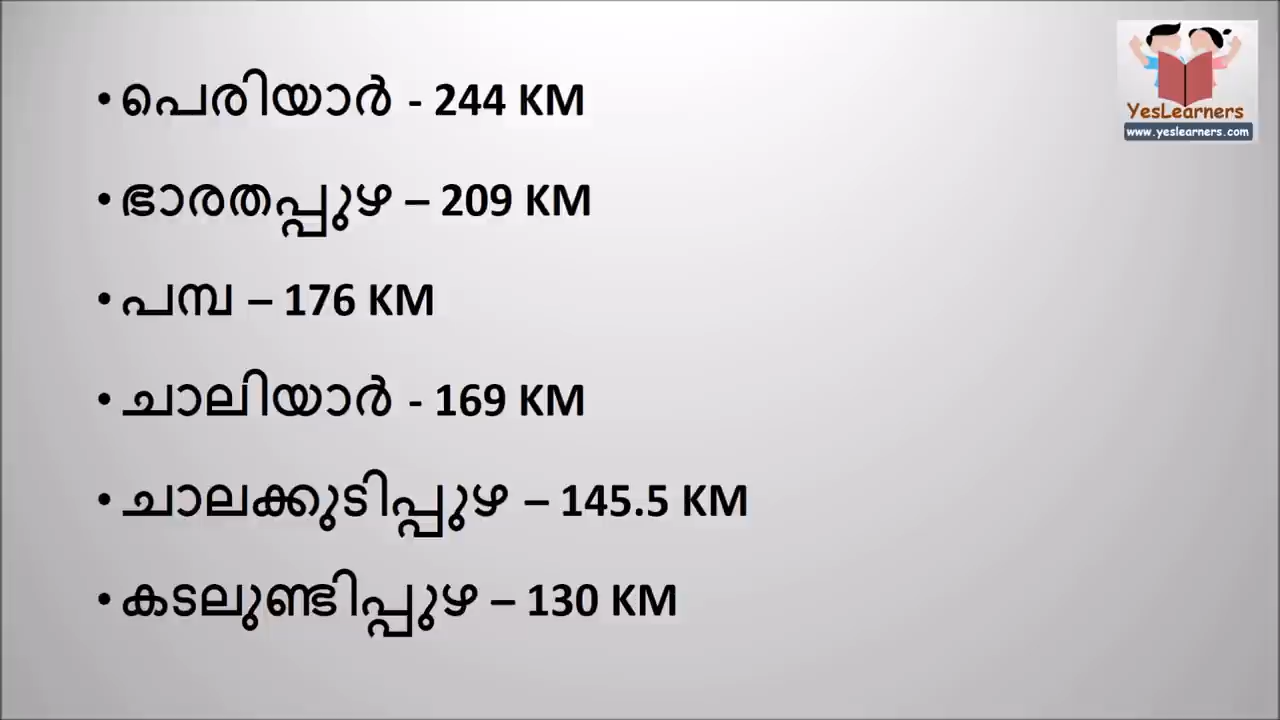 • പെരിയാർ - 244 KM
• ഭാരതപ്പുഴ – 209 KM
• പമ്പ – 176 KM
• ചാലിയാർ - 169 KM
• ചാലക്കുടിപ്പുഴ – 145.5 KM
• കടലുണ്ടിപ്പുഴ – 130 KM
YesLearners
www.yeslearners.com